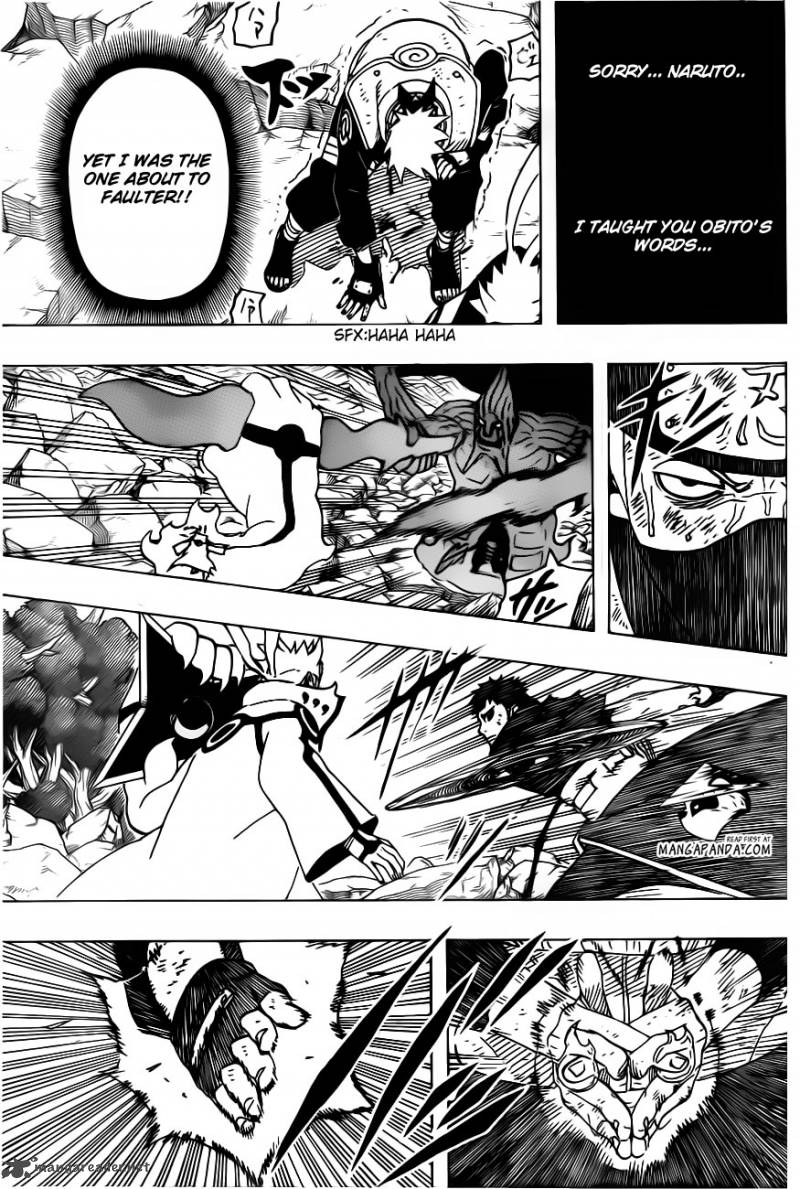 SORRY... NARUTO..
I TAUGHT YOU OBITO'S
WORDS...
YET I WAS THE
ONE ABOUT TO
FAULTER!!
SFX:HAHA HAHA
READ FIRST AT
MANGAPANDA.COM
mangareader.net